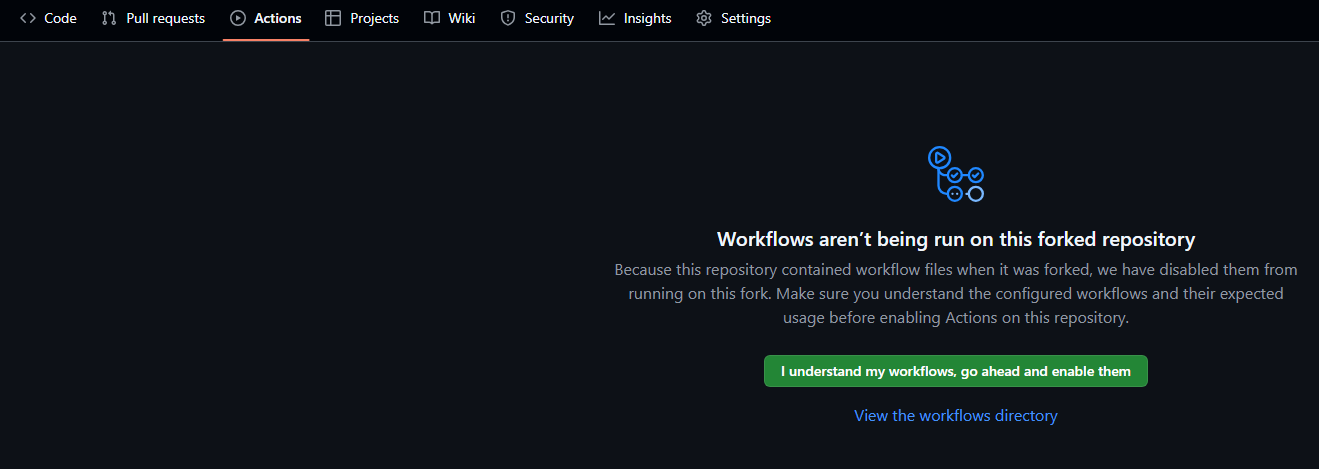 Code Pull requests Actions Projects Wiki Security Insights Settings
Workflows aren’t being run on this forked repository
Because this repository contained workflow files when it was forked, we have disabled them from
running on this fork. Make sure you understand the configured workflows and their expected
usage before enabling Actions on this repository.
I understand my workflows, go ahead and enable them
View the workflows directory